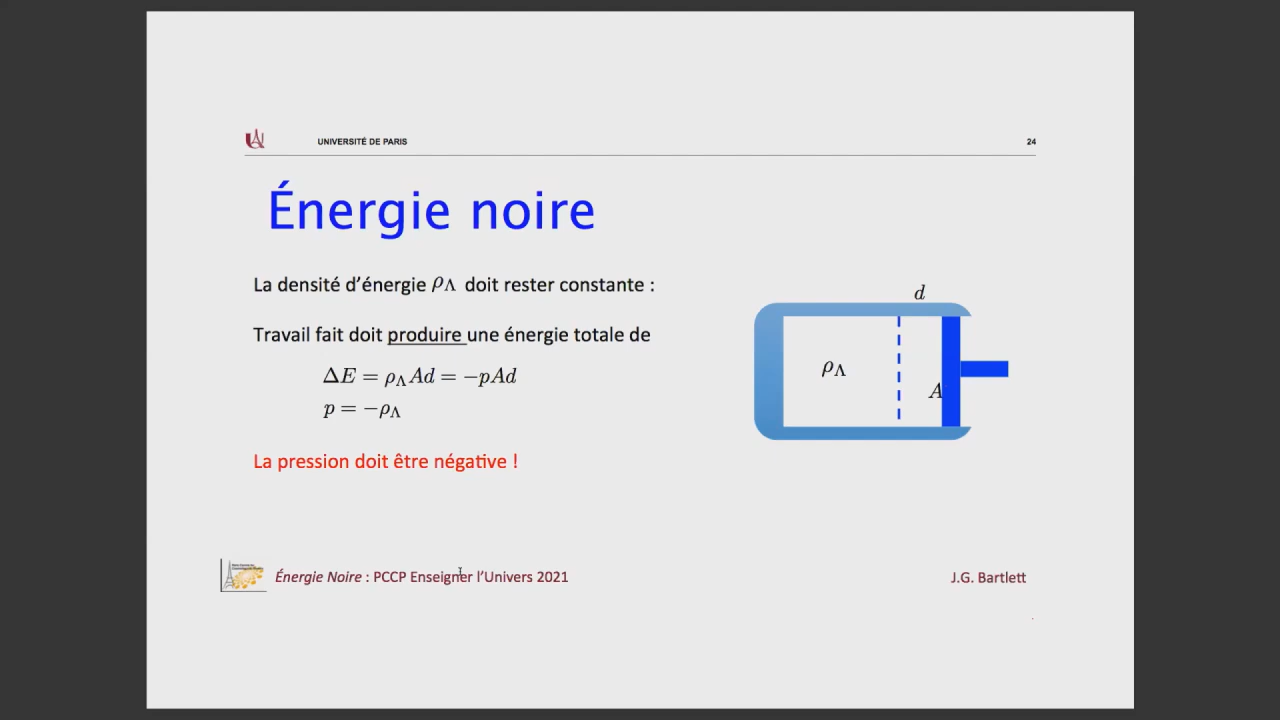 UNIVERSITÉ DE PARIS
24
Énergie noire
La densité d'énergie ρΛ doit rester constante :
Travail fait doit produire une énergie totale de
ΔE = ρΛAd = −pAd
p = −ρΛ
La pression doit être négative !
d
ρΛ
A
Énergie Noire : PCCP Enseigner l'Univers 2021
J.G. Bartlett